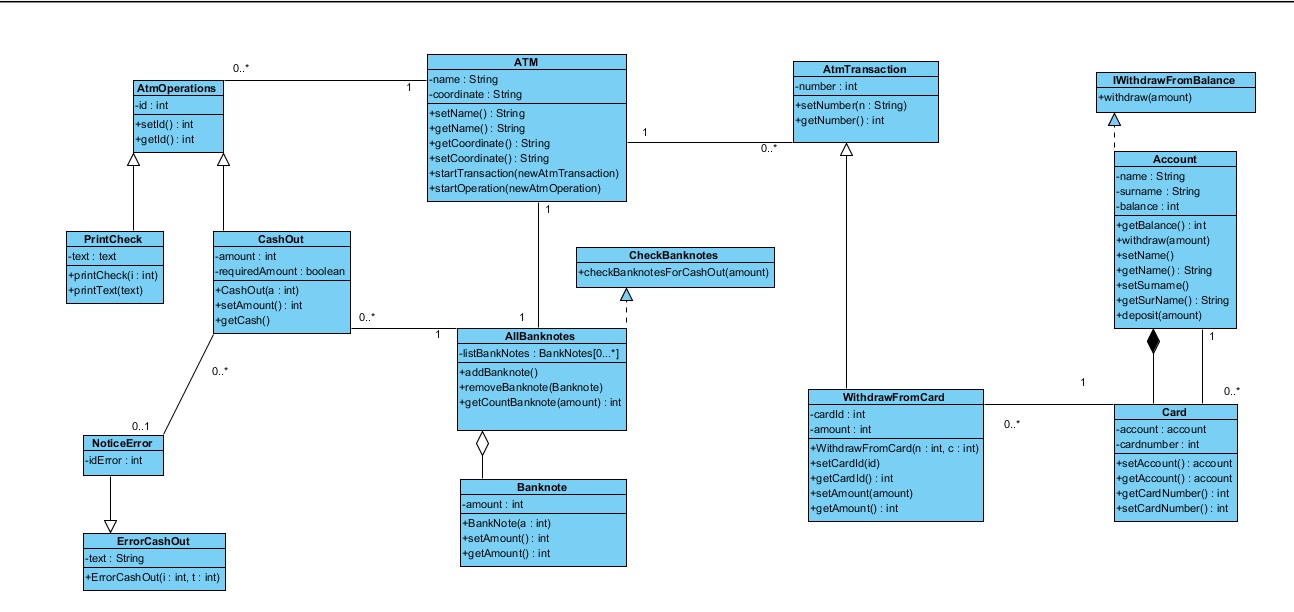 ATM
-name : String
-coordinate : String
+setName() : String
+getName() : String
+getCoordinate() : String
+setCoordinate() : String
+startTransaction(newAtmTransaction)
+startOperation(newAtmOperation)
0..*
1
AtmOperations
-id : int
+setId() : int
+getId() : int
AtmTransaction
-number : int
+setNumber(n : String)
+getNumber() : int
1
0..*
IWithdrawFromBalance
+withdraw(amount)
Account
-name : String
-surname : String
-balance : int
+getBalance() : int
+withdraw(amount)
+setName()
+getName() : String
+setSurname()
+getSurName() : String
+deposit(amount)
PrintCheck
-text : text
+printCheck(i : int)
+printText(text)
CashOut
-amount : int
-requiredAmount : boolean
+CashOut(a : int)
+setAmount() : int
+getCash()
1
1
CheckBanknotes
+checkBanknotesForCashOut(amount)
0..*
1
AllBanknotes
-listBankNotes : BankNotes[0...*]
+addBanknote()
+removeBanknote(Banknote)
+getCountBanknote(amount) : int
0..*
0..1
NoticeError
-idError : int
ErrorCashOut
-text : String
+ErrorCashOut(i : int, t : int)
Banknote
-amount : int
+BankNote(a : int)
+setAmount() : int
+getAmount() : int
WithdrawFromCard
-cardId : int
-amount : int
+WithdrawFromCard(n : int, c : int)
+setCardId(id)
+getCardId() : int
+setAmount(amount)
+getAmount() : int
1
0..*
1
0..*
Card
-account : account
-cardnumber : int
+setAccount() : account
+getAccount() : account
+getCardNumber() : int
+setCardNumber() : int